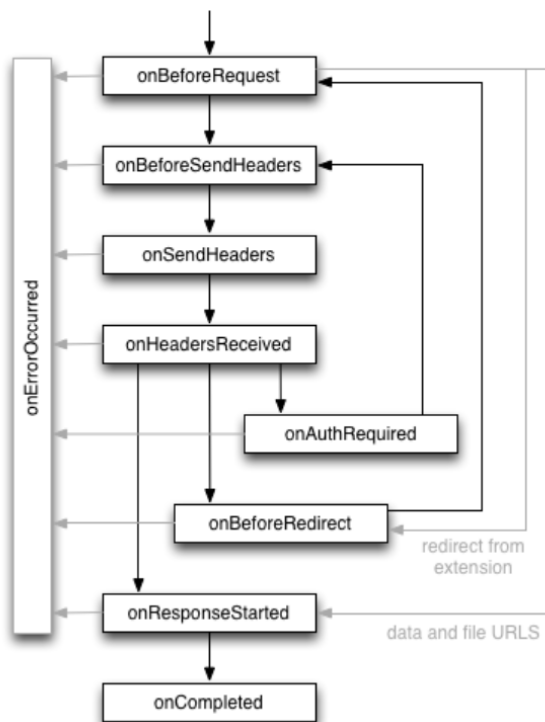 onBeforeRequest
onBeforeSendHeaders
onSendHeaders
onErrorOccurred
onHeadersReceived
onAuthRequired
onBeforeRedirect
redirect from
extension
onResponseStarted
data and file URLS
onCompleted